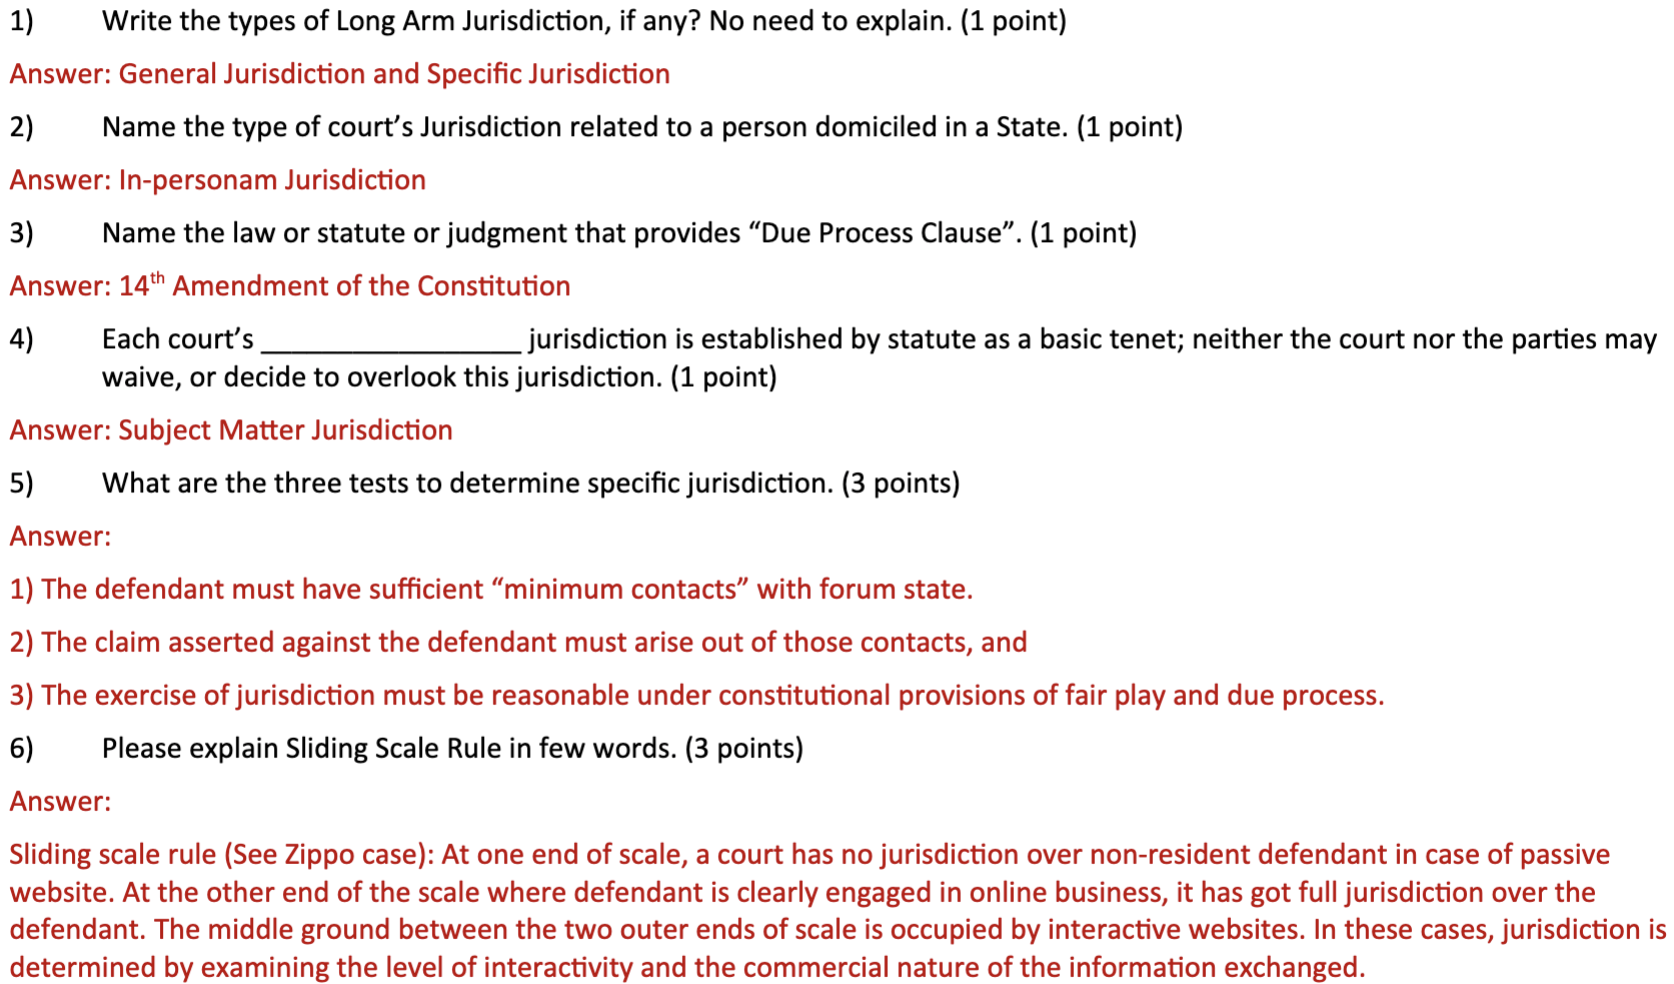 1) Write the types of Long Arm Jurisdiction, if any? No need to explain. (1 point)
Answer: General Jurisdiction and Specific Jurisdiction
2) Name the type of court’s Jurisdiction related to a person domiciled in a State. (1 point)
Answer: In-personam Jurisdiction
3) Name the law or statute or judgment that provides “Due Process Clause”. (1 point)
Answer: 14th Amendment of the Constitution
4) Each court’s _________________ jurisdiction is established by statute as a basic tenet; neither the court nor the parties may
waive, or decide to overlook this jurisdiction. (1 point)
Answer: Subject Matter Jurisdiction
5) What are the three tests to determine specific jurisdiction. (3 points)
Answer:
1) The defendant must have sufficient “minimum contacts” with forum state.
2) The claim asserted against the defendant must arise out of those contacts, and
3) The exercise of jurisdiction must be reasonable under constitutional provisions of fair play and due process.
6) Please explain Sliding Scale Rule in few words. (3 points)
Answer:
Sliding scale rule (See Zippo case): At one end of scale, a court has no jurisdiction over non-resident defendant in case of passive
website. At the other end of the scale where defendant is clearly engaged in online business, it has got full jurisdiction over the
defendant. The middle ground between the two outer ends of scale is occupied by interactive websites. In these cases, jurisdiction is
determined by examining the level of interactivity and the commercial nature of the information exchanged.